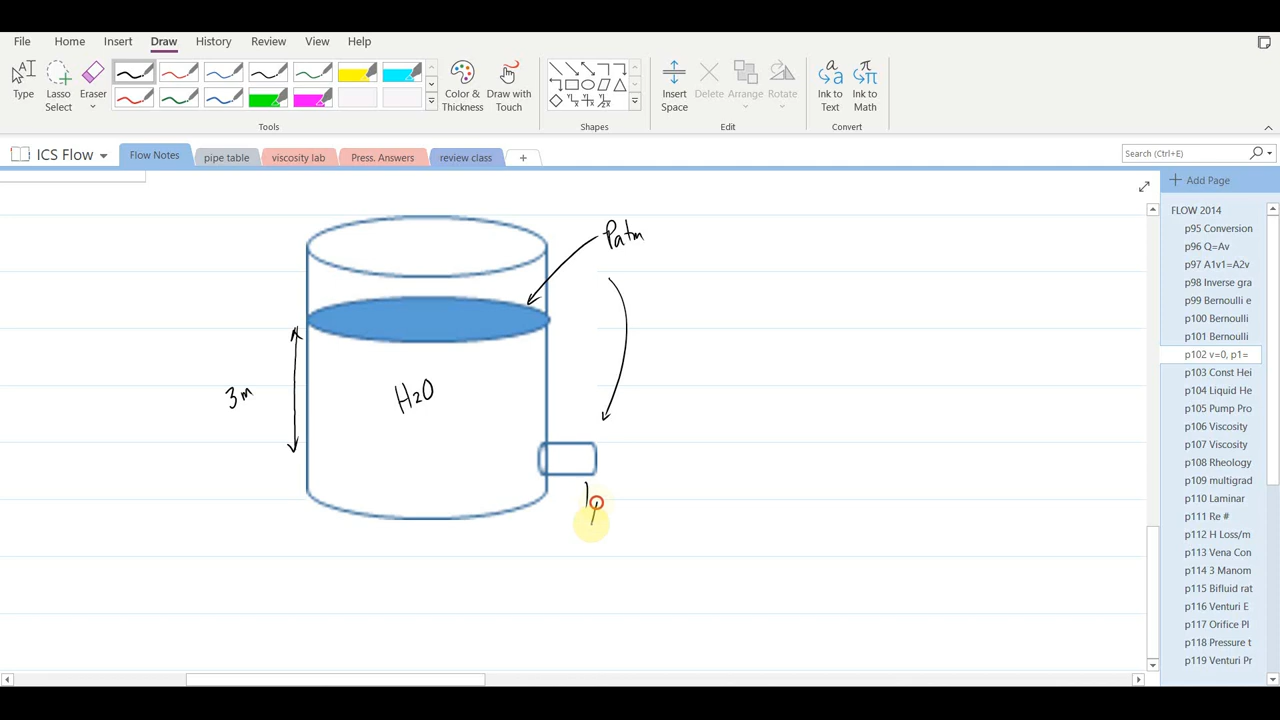 File Home Insert Draw History Review View Help
Type
Lasso Select
Eraser
Color & Thickness
Draw with Touch
Insert Space
Delete
Arrange
Rotate
Ink to Text
Ink to Math
Tools
Shapes
Edit
Convert
ICS Flow
Flow Notes
pipe table
viscosity lab
Press. Answers
review class
Search (Ctrl+E)
Add Page
FLOW 2014
p95 Conversion
p96 Q=Av
p97 A1v1=A2v
p98 Inverse gra
p99 Bernoulli e
p100 Bernoulli
p101 Bernoulli
p102 v=0, p1=
p103 Const Hei
p104 Liquid He
p105 Pump Pro
p106 Viscosity
p107 Viscosity
p108 Rheology
p109 multigrad
p110 Laminar
p111 Re #
p112 H Loss/m
p113 Vena Con
p114 3 Manom
p115 Bifluid rat
p116 Venturi E
p117 Orifice Pl
p118 Pressure t
p119 Venturi Pr
Patm
3m
H2O